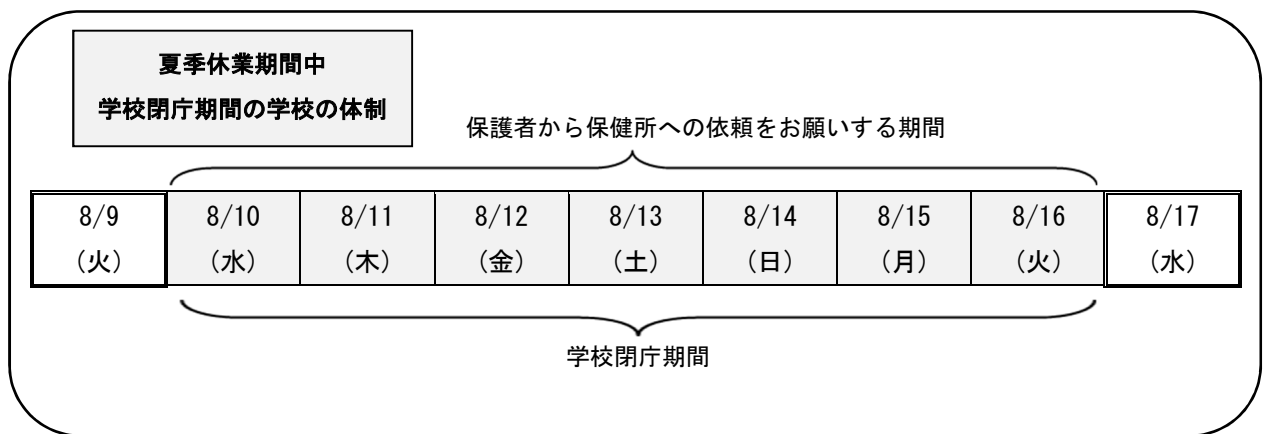 夏季休業期間中
学校閉庁期間の学校の体制
保護者から保健所への依頼をお願いする期間
8/9 8/10 8/11 8/12 8/13 8/14 8/15 8/16 8/17
（火） （水） （木） （金） （土） （日） （月） （火） （水）
学校閉庁期間